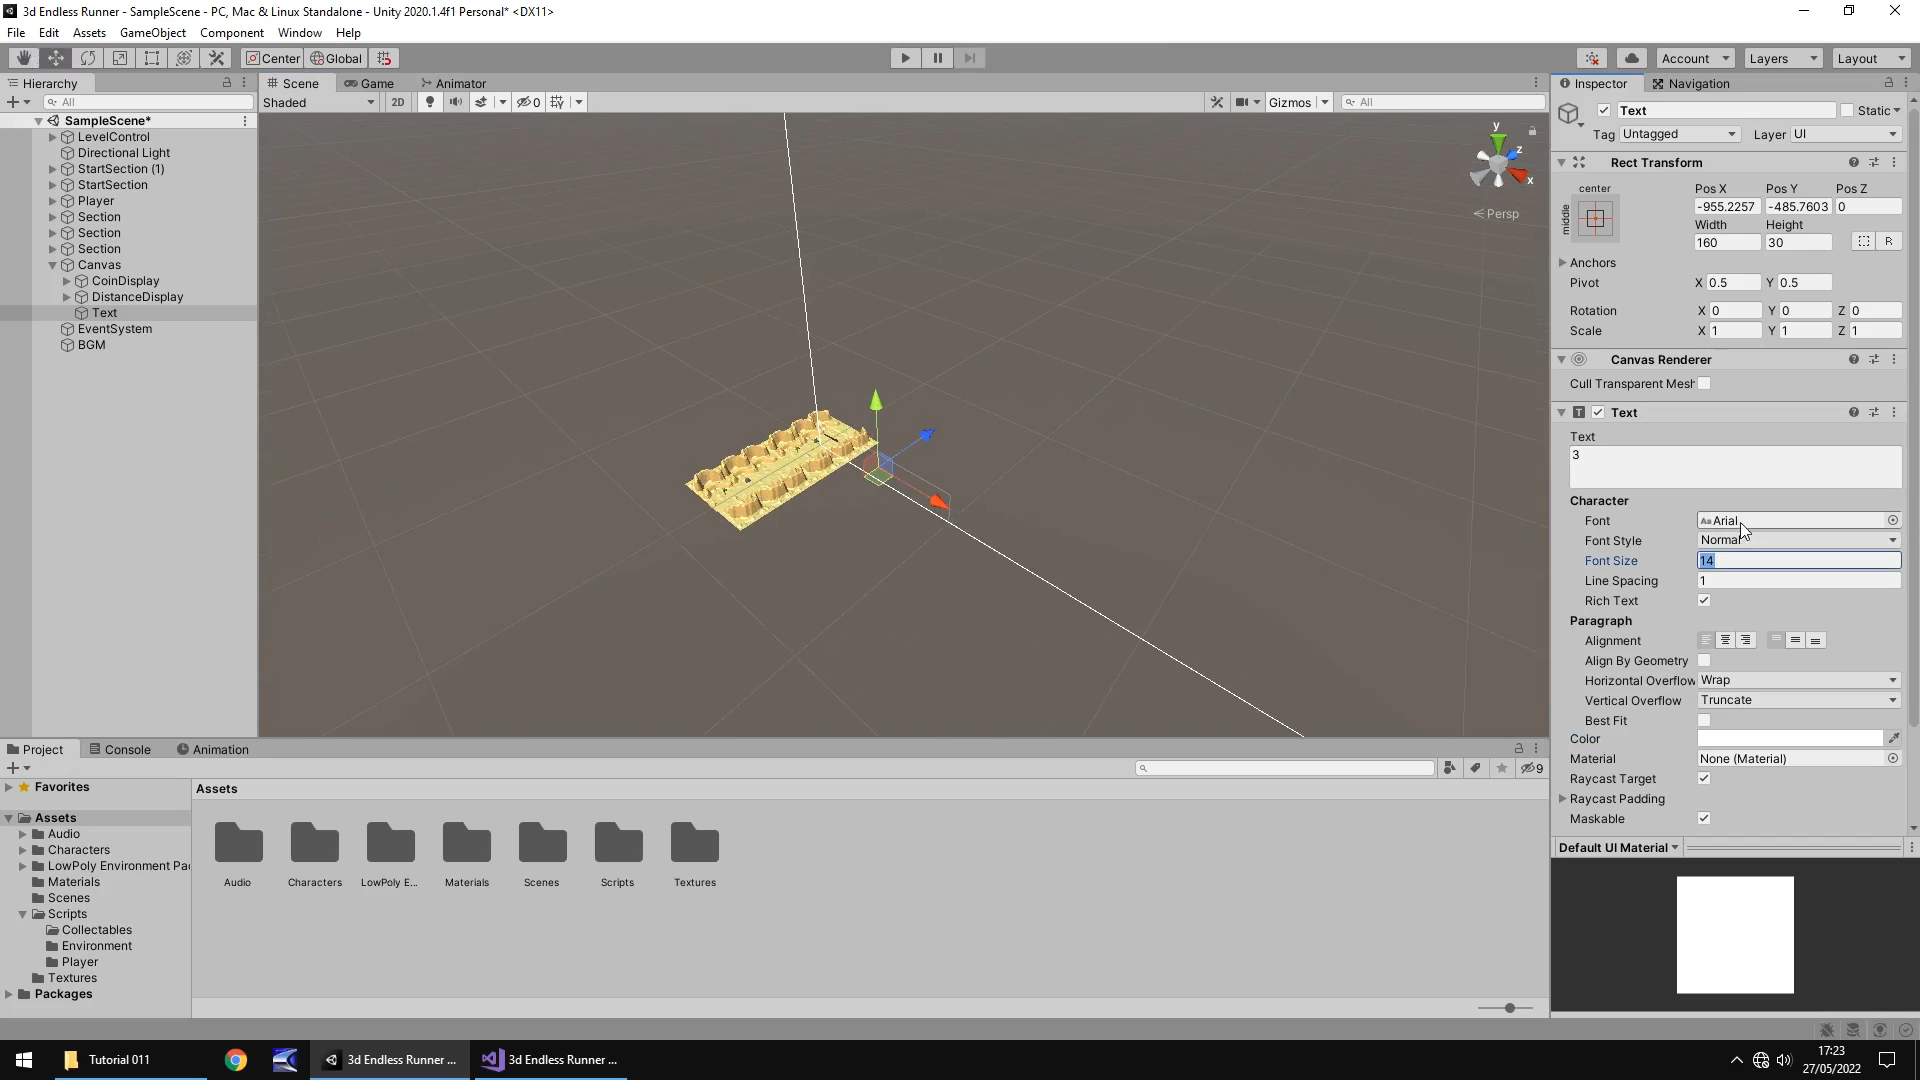 3d Endless Runner - SampleScene - PC, Mac & Linux Standalone - Unity 2020.1.4f1 Personal* <DX11>
File Edit Assets GameObject Component Window Help
Center Global Account Layers Layout
Hierarchy Scene Game Animator Inspector Navigation
All Shaded 2D 0 Gizmos All
SampleScene*
LevelControl
Directional Light
StartSection (1)
StartSection
Player
Section
Section
Section
Canvas
CoinDisplay
DistanceDisplay
Text
EventSystem
BGM
y
z
x
Persp
Text Static
Tag Untagged Layer UI
Rect Transform
center
middle
Pos X Pos Y Pos Z
-955.2257 -485.7603 0
Width Height
160 30
R
Anchors
Pivot X 0.5 Y 0.5
Rotation X 0 Y 0 Z 0
Scale X 1 Y 1 Z 1
Canvas Renderer
Cull Transparent Mesh
Text
Text
3
Character
Font Aa Arial
Font Style Normal
Font Size 14
Line Spacing 1
Rich Text
Paragraph
Alignment
Align By Geometry
Horizontal Overflow Wrap
Vertical Overflow Truncate
Best Fit
Color
Material None (Material)
Raycast Target
Raycast Padding
Maskable
Default UI Material
Project Console Animation
9
Favorites
Assets
Audio
Characters
LowPoly Environment Pac
Materials
Scenes
Scripts
Collectables
Environment
Player
Textures
Packages
Assets
Audio Characters LowPoly E... Materials Scenes Scripts Textures
Tutorial 011 3d Endless Runner ... 3d Endless Runner ...
17:23
27/05/2022